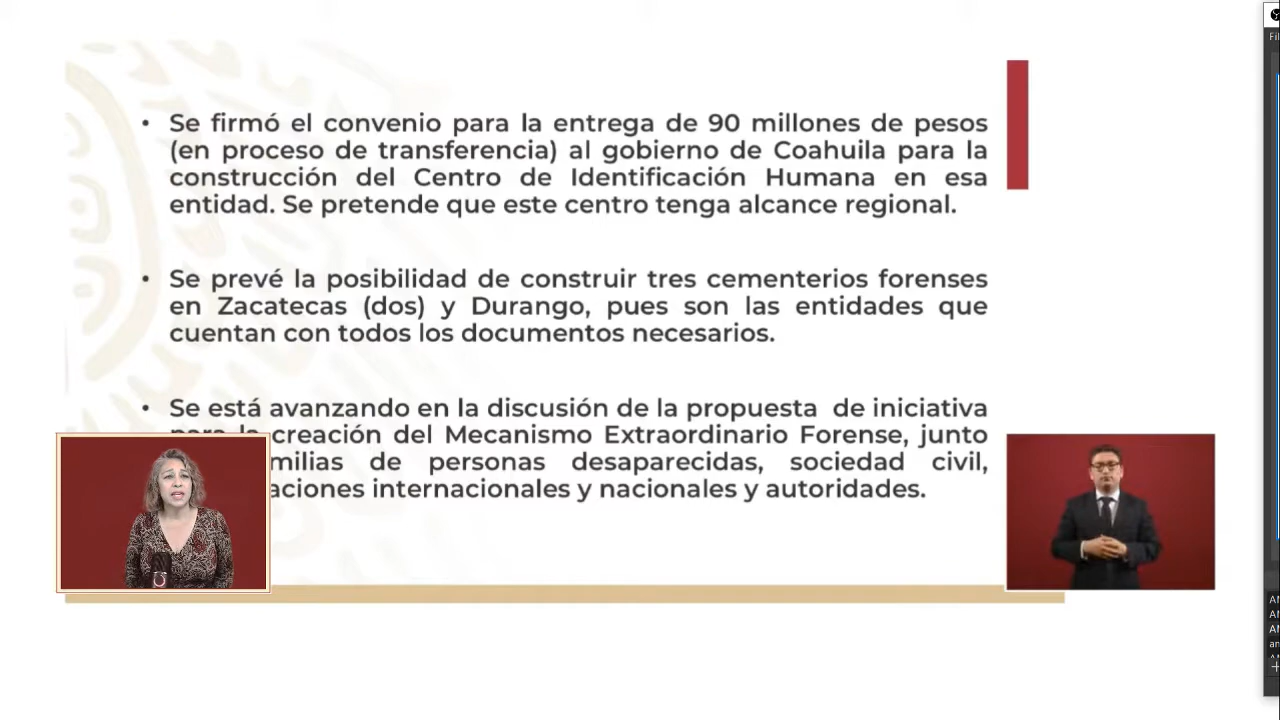 • Se firmó el convenio para la entrega de 90 millones de pesos
(en proceso de transferencia) al gobierno de Coahuila para la
construcción del Centro de Identificación Humana en esa
entidad. Se pretende que este centro tenga alcance regional.
• Se prevé la posibilidad de construir tres cementerios forenses
en Zacatecas (dos) y Durango, pues son las entidades que
cuentan con todos los documentos necesarios.
• Se está avanzando en la discusión de la propuesta de iniciativa
para la creación del Mecanismo Extraordinario Forense, junto
milias de personas desaparecidas, sociedad civil,
aciones internacionales y nacionales y autoridades.